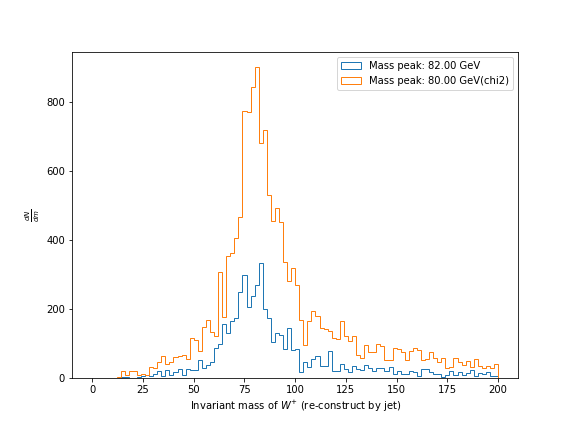 Mass peak: 82.00 GeV
Mass peak: 80.00 GeV(chi2)
800
600
400
200
0
dN
dm
0 25 50 75 100 125 150 175 200
Invariant mass of W⁺ (re-construct by jet)